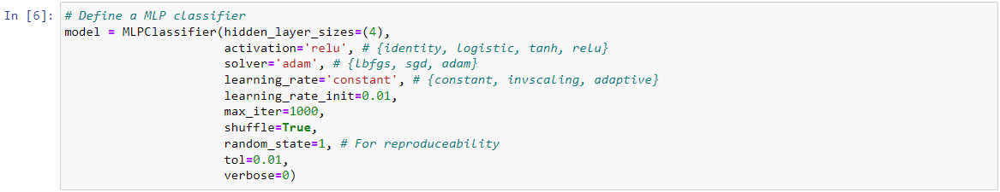 In [6]: # Define a MLP classifier
model = MLPClassifier(hidden_layer_sizes=(4),
activation='relu', # {identity, logistic, tanh, relu}
solver='adam', # {lbfgs, sgd, adam}
learning_rate='constant', # {constant, invscaling, adaptive}
learning_rate_init=0.01,
max_iter=1000,
shuffle=True,
random_state=1, # For reproduceability
tol=0.01,
verbose=0)